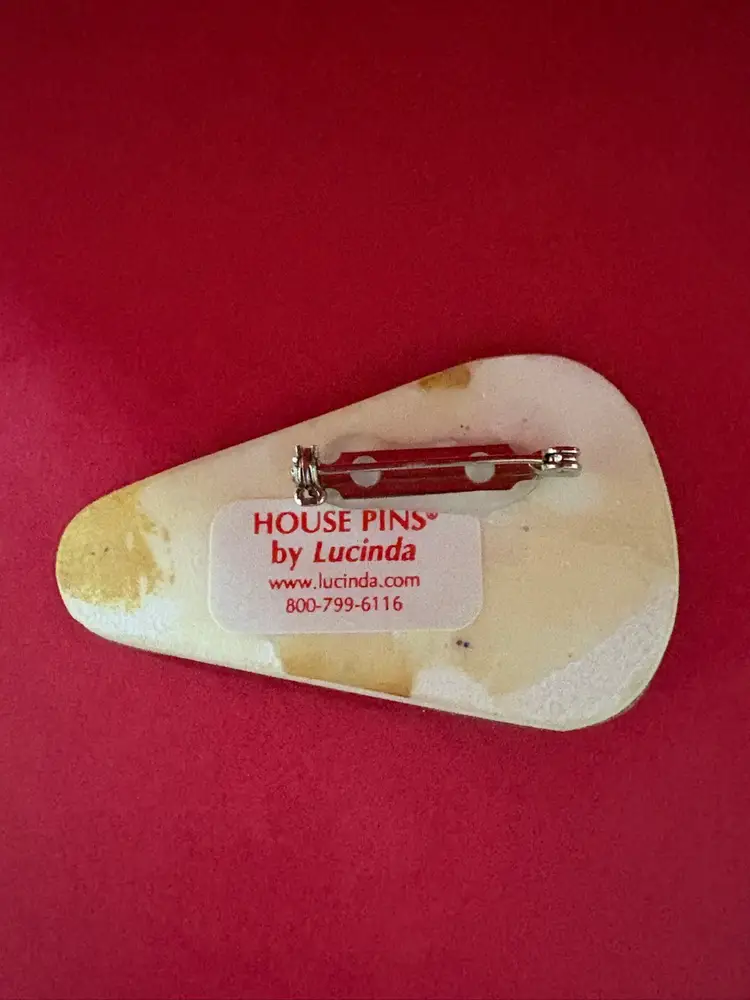 HOUSE PINS®
by Lucinda
www.lucinda.com
800-799-6116